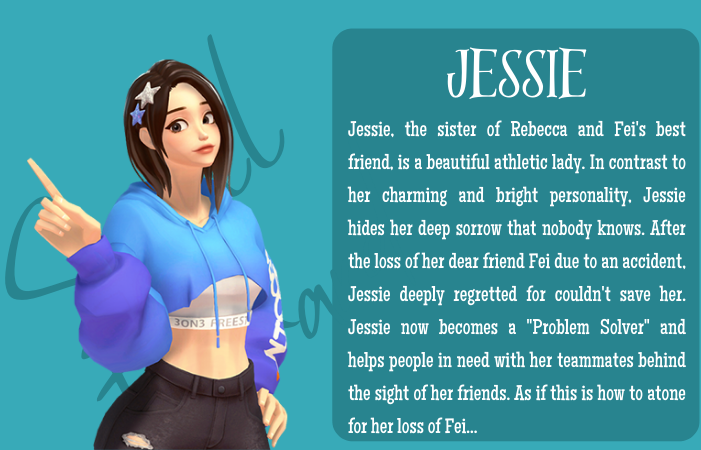 JESSIE
Jessie, the sister of Rebecca and Fei's best
friend, is a beautiful athletic lady. In contrast to
her charming and bright personality, Jessie
hides her deep sorrow that nobody knows. After
the loss of her dear friend Fei due to an accident,
Jessie deeply regretted for couldn't save her.
Jessie now becomes a "Problem Solver" and
helps people in need with her teammates behind
the sight of her friends. As if this is how to atone
for her loss of Fei...
3ON3 FREEST